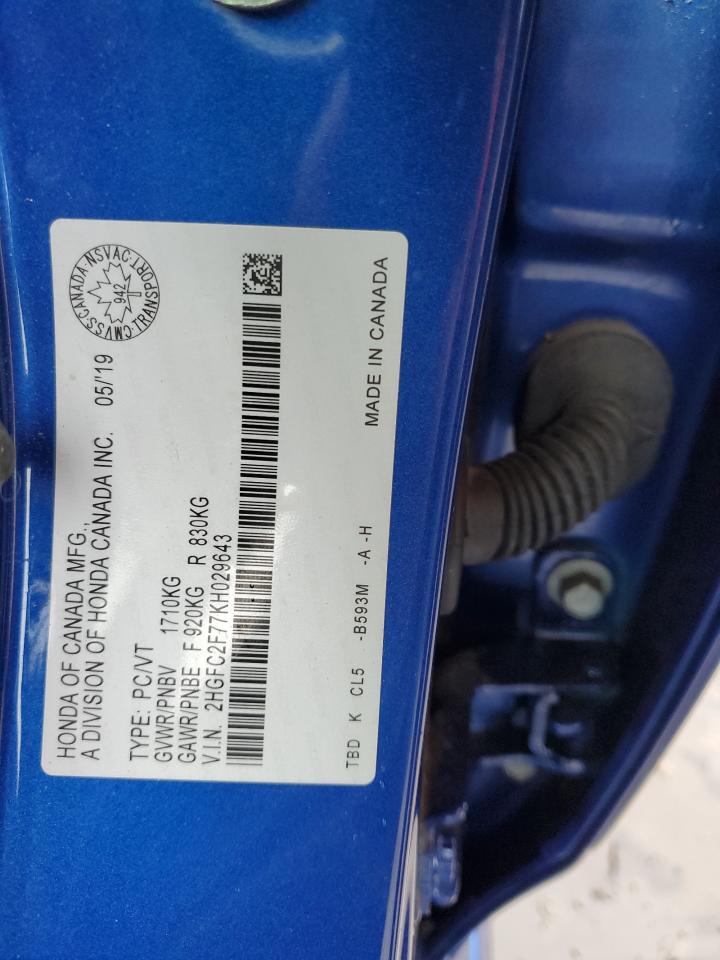 HONDA OF CANADA MFG.,
A DIVISION OF HONDA CANADA INC. 05/'19
CMVSS-CANADA-NSVAC-TRANSPORT-
942
TYPE: PC/VT
GVWR/PNBV 1710KG
GAWR/PNBE F 920KG R 830KG
V.I.N. 2HGFC2F77KH029643
TBD K CL5 -B593M -A -H
MADE IN CANADA